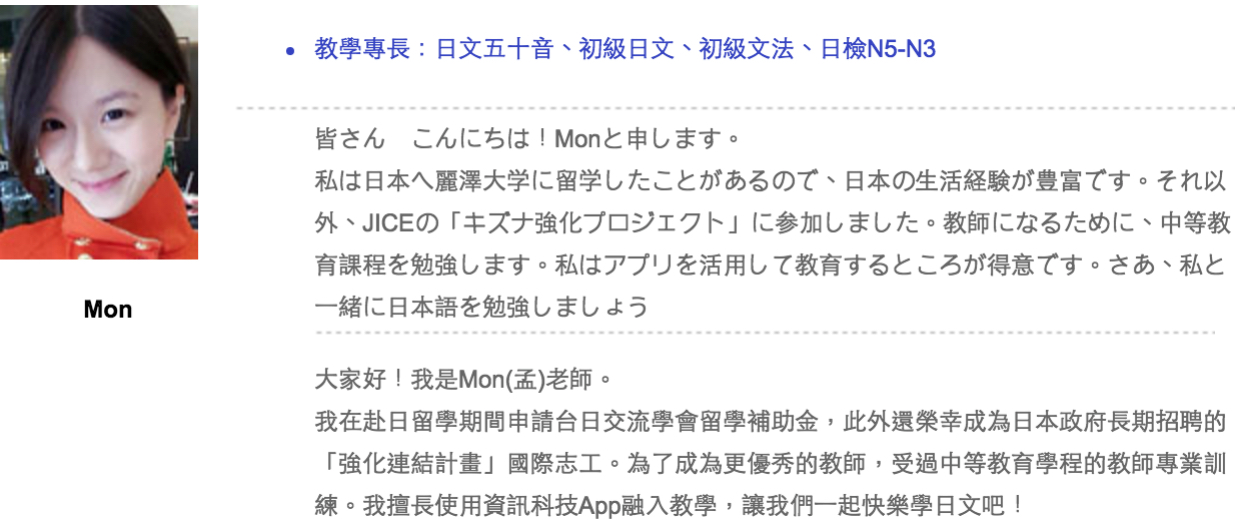 • 教學專長：日文五十音、初級日文、初級文法、日檢N5-N3
皆さん　こんにちは！Monと申します。
私は日本へ麗澤大学に留学したことがあるので、日本の生活経験が豊富です。それ以
外、JICEの「キズナ強化プロジエクト」に参加しました。教師になるために、中等教
育課程を勉強します。私はアプリを活用して教育するところが得意です。さあ、私と
一緒に日本語を勉強しましょう
Mon
大家好！我是Mon(孟)老師。
我在赴日留學期間申請台日交流學會留學補助金，此外還榮幸成為日本政府長期招聘的
「強化連結計畫」國際志工。為了成為更優秀的教師，受過中等教育學程的教師專業訓
練。我擅長使用資訊科技App融入教學，讓我們一起快樂學日文吧！